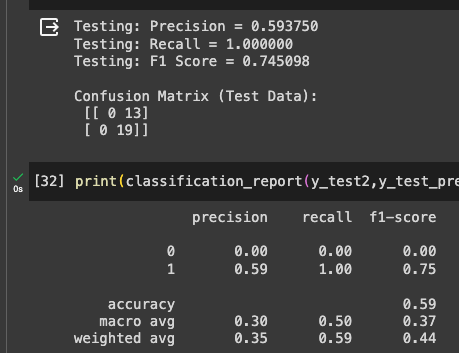 Testing: Precision = 0.593750
Testing: Recall = 1.000000
Testing: F1 Score = 0.745098
Confusion Matrix (Test Data):
[[ 0 13]
[ 0 19]]
0s
[32] print(classification_report(y_test2,y_test_pre
precision recall f1-score
0 0.00 0.00 0.00
1 0.59 1.00 0.75
accuracy 0.59
macro avg 0.30 0.50 0.37
weighted avg 0.35 0.59 0.44